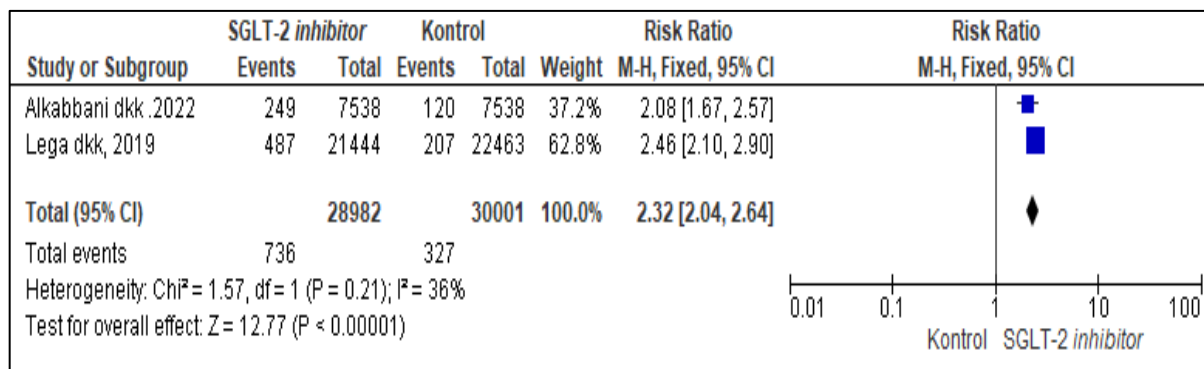 SGLT-2 inhibitor Kontrol Risk Ratio Risk Ratio
Study or Subgroup Events Total Events Total Weight M-H, Fixed, 95% CI M-H, Fixed, 95% CI
Alkabbani dkk .2022 249 7538 120 7538 37.2% 2.08 [1.67, 2.57]
Lega dkk, 2019 487 21444 207 22463 62.8% 2.46 [2.10, 2.90]
Total (95% CI) 28982 30001 100.0% 2.32 [2.04, 2.64]
Total events 736 327
Heterogeneity: Chi² = 1.57, df = 1 (P = 0.21); I² = 36%
Test for overall effect: Z = 12.77 (P < 0.00001)
0.01 0.1 1 10 100
Kontrol SGLT-2 inhibitor